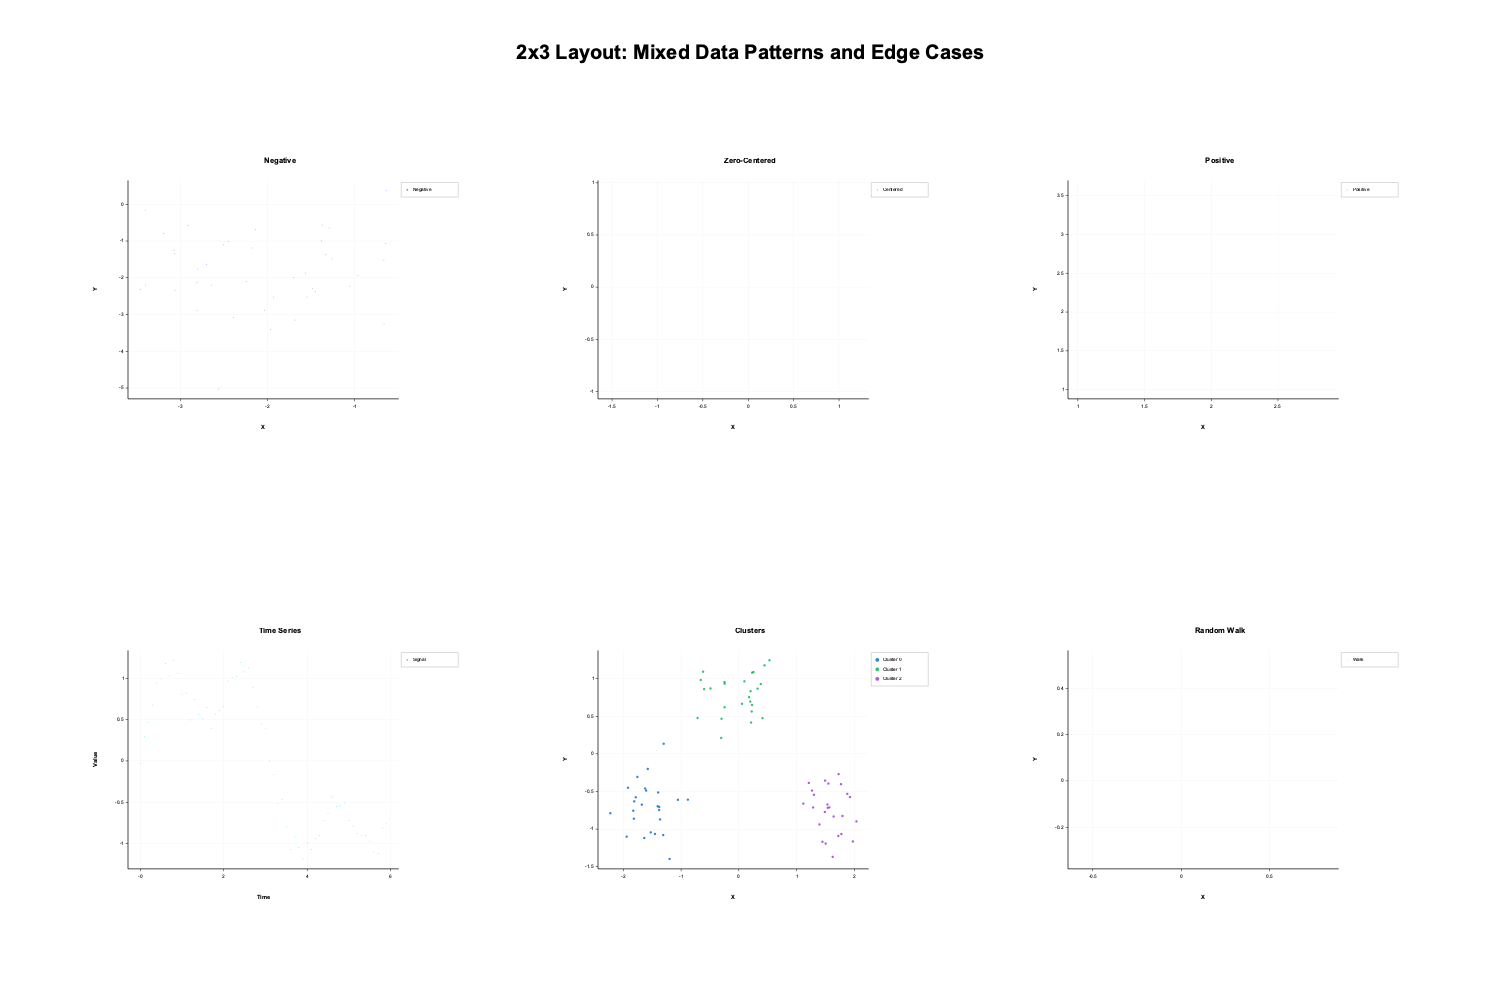 2x3 Layout: Mixed Data Patterns and Edge Cases
Negative
0
-1
-2
-3
-4
-5
-3
-2
-1
Y
X
Negative
Zero-Centered
1
0.5
0
-0.5
-1
-1.5
-1
-0.5
0
0.5
1
Y
X
Centered
Positive
3.5
3
2.5
2
1.5
1
1
1.5
2
2.5
Y
X
Positive
Time Series
1
0.5
0
-0.5
-1
-0
2
4
6
Value
Time
Signal
Clusters
1
0.5
0
-0.5
-1
-1.5
-2
-1
0
1
2
Y
X
Cluster 0
Cluster 1
Cluster 2
Random Walk
0.4
0.2
0
-0.2
-0.5
0
0.5
Y
X
Walk